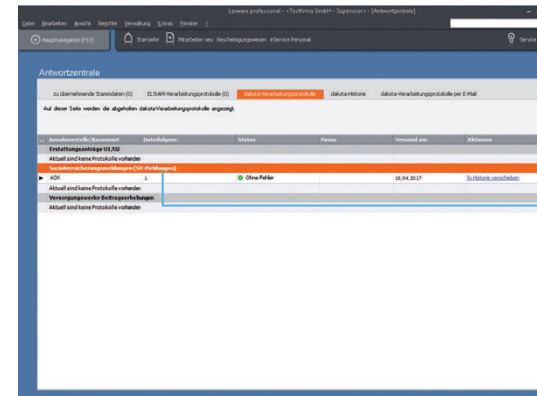 Lexware professional - <Testfirma GmbH - Supervisor> - [Antwortzentrale]
Datei Bearbeiten Ansicht Berichte Verwaltung Extras Fenster ?
Hauptnavigation (F10) Startseite Mitarbeiter neu Bescheinigungswesen eService Personal Service
Antwortzentrale
zu übernehmende Stammdaten (0) ELStAM-Verarbeitungsprotokolle (0) dakota-Verarbeitungsprotokolle dakota-Historie dakota-Verarbeitungsprotokolle per E-Mail
Auf dieser Seite werden die abgeholten dakota-Verabeitungsprotokolle angezeigt.
... Annahmestelle/Kassenart Dateifolgenr. Status Firma Versand am Aktionen
Erstattungsanträge U1/U2
Aktuell sind keine Protokolle vorhanden
Sozialversicherungsmeldungen (SV-Meldungen)
AOK 1 Ohne Fehler 19.04.2017 In Historie verschieben
Aktuell sind keine Protokolle vorhanden
Versorgungswerke Beitragserhebungen
Aktuell sind keine Protokolle vorhanden